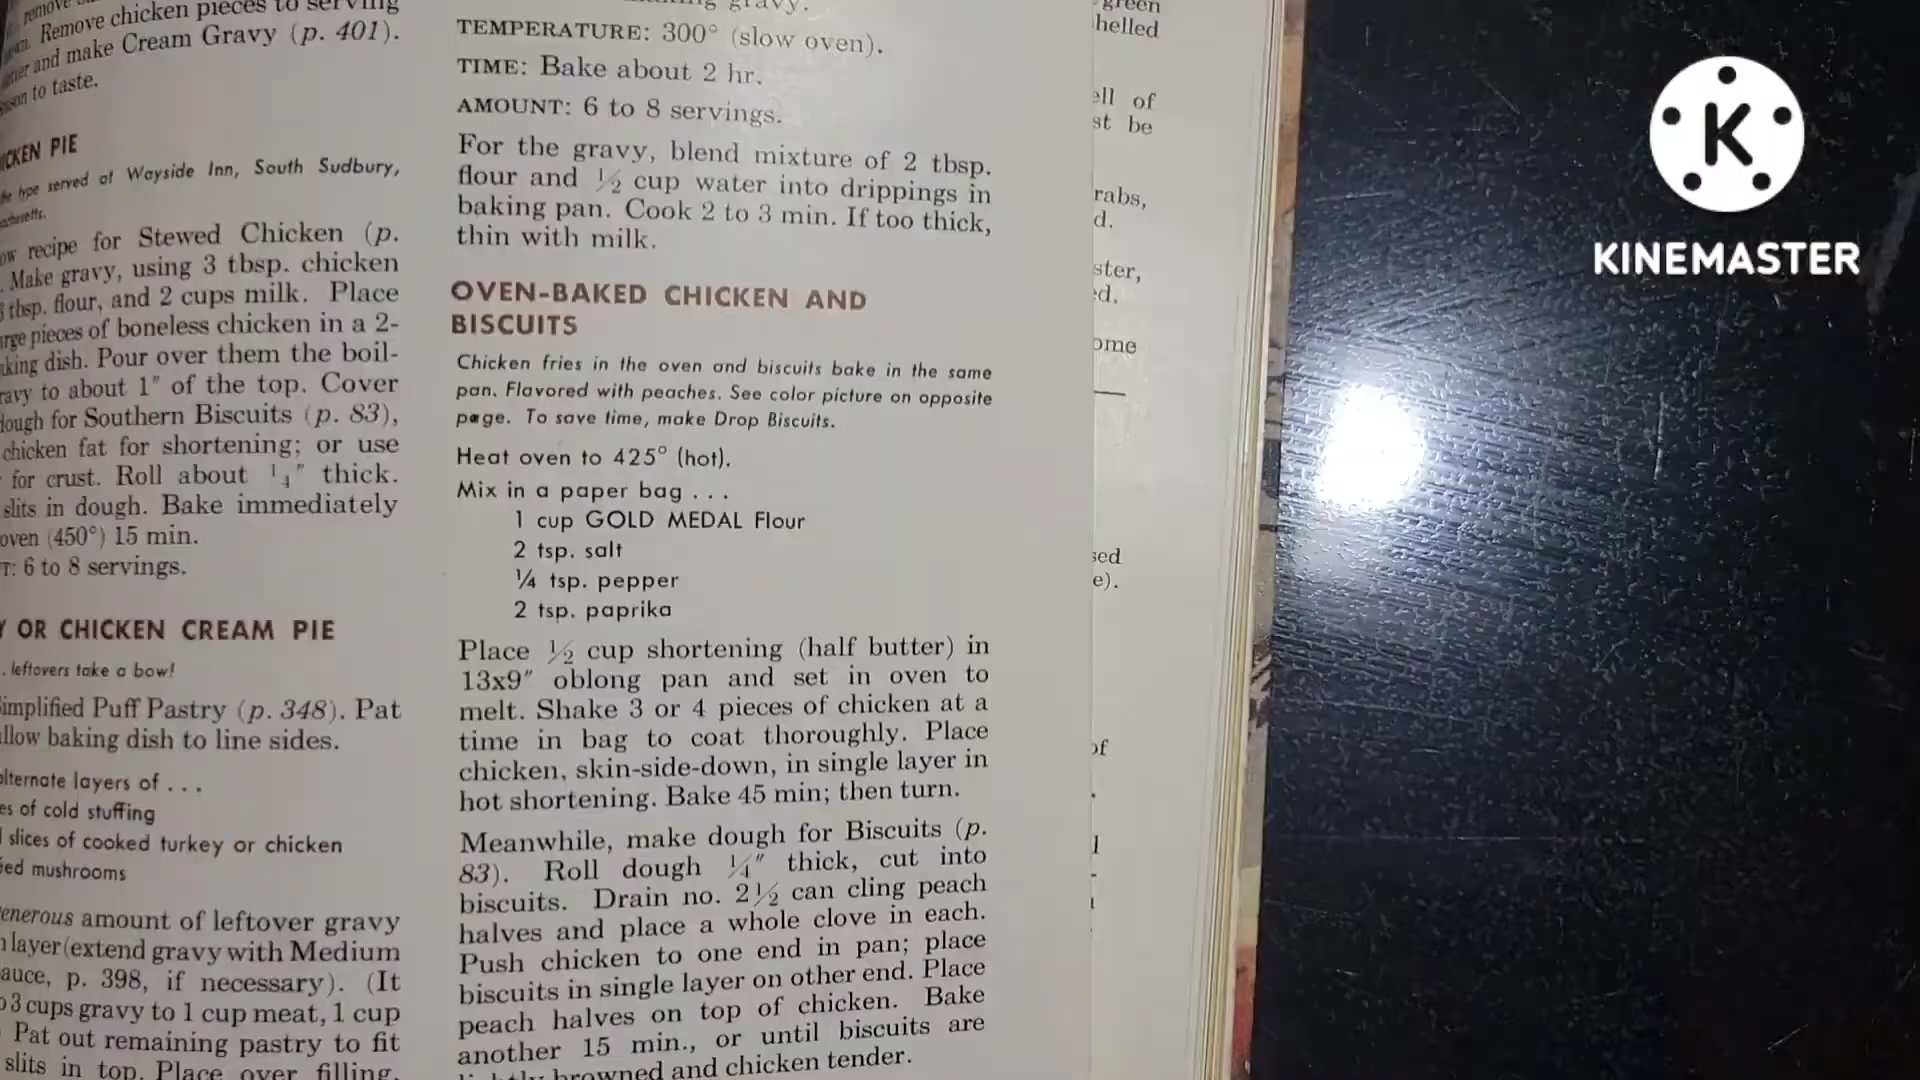 remove
Remove chicken pieces to serving
and make Cream Gravy (p. 401).
to taste.
PIE
type served at Wayside Inn, South Sudbury,
recipe for Stewed Chicken (p.
Make gravy, using 3 tbsp. chicken
tbsp. flour, and 2 cups milk. Place
pieces of boneless chicken in a 2-
dish. Pour over them the boil-
to about 1" of the top. Cover
for Southern Biscuits (p. 83),
chicken fat for shortening; or use
for crust. Roll about 1/4" thick.
slits in dough. Bake immediately
oven (450°) 15 min.
6 to 8 servings.
OR CHICKEN CREAM PIE
. leftovers take a bow!
Puff Pastry (p. 348). Pat
baking dish to line sides.
alternate layers of . . .
of cold stuffing
slices of cooked turkey or chicken
mushrooms
amount of leftover gravy
layer (extend gravy with Medium
p. 398, if necessary). (It
3 cups gravy to 1 cup meat, 1 cup
Pat out remaining pastry to fit
slits in top. Place over filling.
gravy.
TEMPERATURE: 300° (slow oven).
TIME: Bake about 2 hr.
AMOUNT: 6 to 8 servings.
For the gravy, blend mixture of 2 tbsp.
flour and 1/2 cup water into drippings in
baking pan. Cook 2 to 3 min. If too thick,
thin with milk.
OVEN-BAKED CHICKEN AND
BISCUITS
Chicken fries in the oven and biscuits bake in the same
pan. Flavored with peaches. See color picture on opposite
page. To save time, make Drop Biscuits.
Heat oven to 425° (hot).
Mix in a paper bag . . .
1 cup GOLD MEDAL Flour
2 tsp. salt
1/4 tsp. pepper
2 tsp. paprika
Place 1/2 cup shortening (half butter) in
13x9" oblong pan and set in oven to
melt. Shake 3 or 4 pieces of chicken at a
time in bag to coat thoroughly. Place
chicken, skin-side-down, in single layer in
hot shortening. Bake 45 min; then turn.
Meanwhile, make dough for Biscuits (p.
83). Roll dough 1/4" thick, cut into
biscuits. Drain no. 2 1/2 can cling peach
halves and place a whole clove in each.
Push chicken to one end in pan; place
biscuits in single layer on other end. Place
peach halves on top of chicken. Bake
another 15 min., or until biscuits are
browned and chicken tender.
green
of
be
K
KINEMASTER